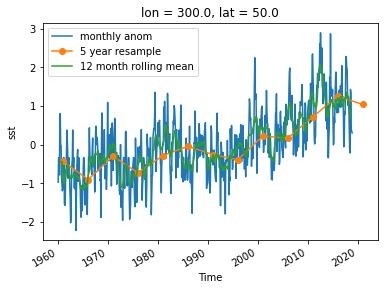 lon = 300.0, lat = 50.0
monthly anom
5 year resample
12 month rolling mean
3
2
1
0
−1
−2
sst
1960
1970
1980
1990
2000
2010
2020
Time